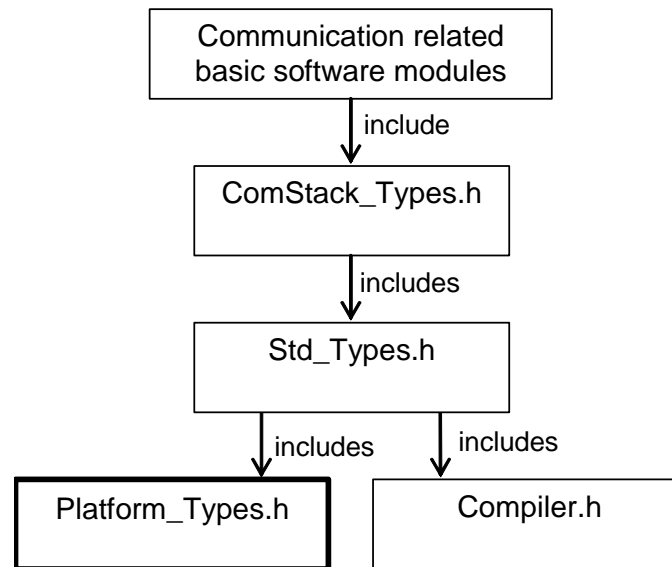 Communication related
basic software modules
include
ComStack_Types.h
includes
Std_Types.h
includes
includes
Platform_Types.h
Compiler.h